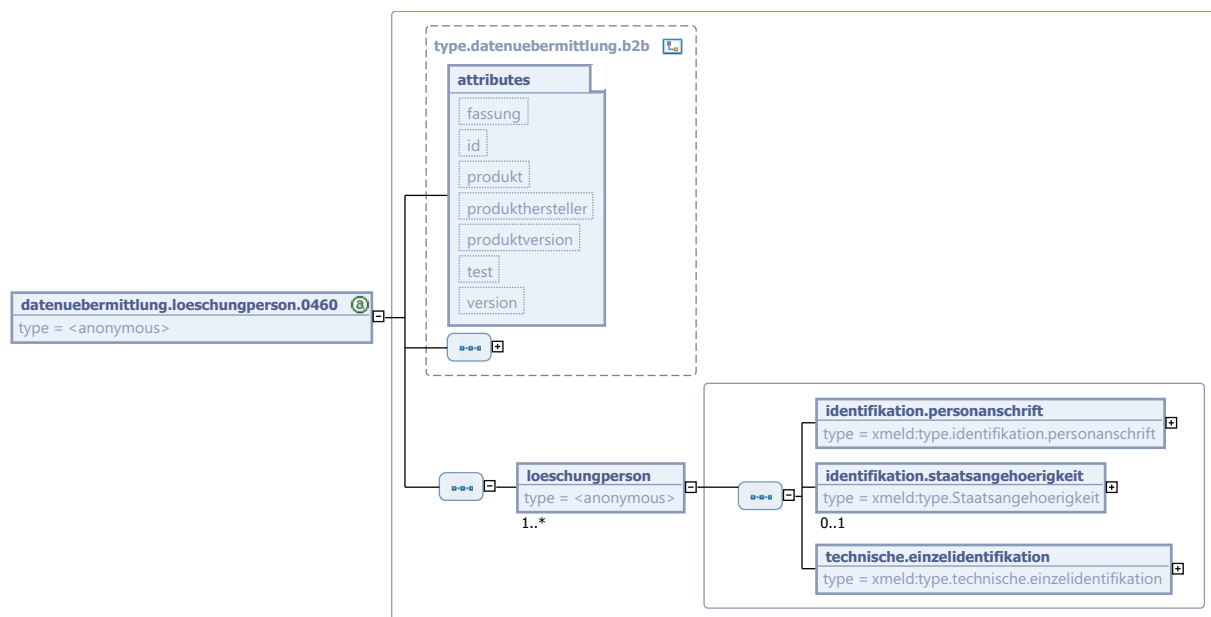 type.datenuebermittlung.b2b
attributes
fassung
id
produkt
produkthersteller
produktversion
test
version
datenuebermittlung.loeschungperson.0460 @
type = <anonymous>
loeschungperson
type = <anonymous>
1..*
identifikation.personanschrift
type = xmeld:type.identifikation.personanschrift
identifikation.staatsangehoerigkeit
type = xmeld:type.Staatsangehoerigkeit
0..1
technische.einzelidentifikation
type = xmeld:type.technische.einzelidentifikation